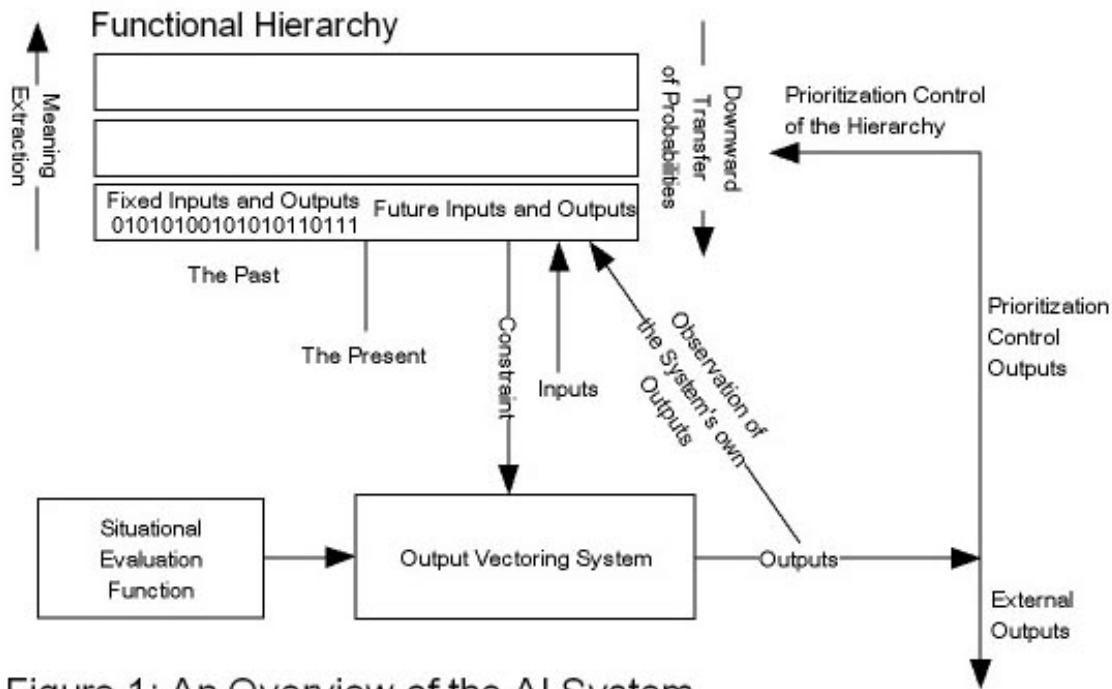 Functional Hierarchy
Meaning
Extraction
Downward
Transfer
of Probabilities
Prioritization Control
of the Hierarchy
Fixed Inputs and Outputs
01010100101010110111
Future Inputs and Outputs
The Past
The Present
Constraint
Inputs
Observation of
the System's own
Outputs
Prioritization
Control
Outputs
Situational
Evaluation
Function
Output Vectoring System
Outputs
External
Outputs
Figure 1: An Overview of the AI System